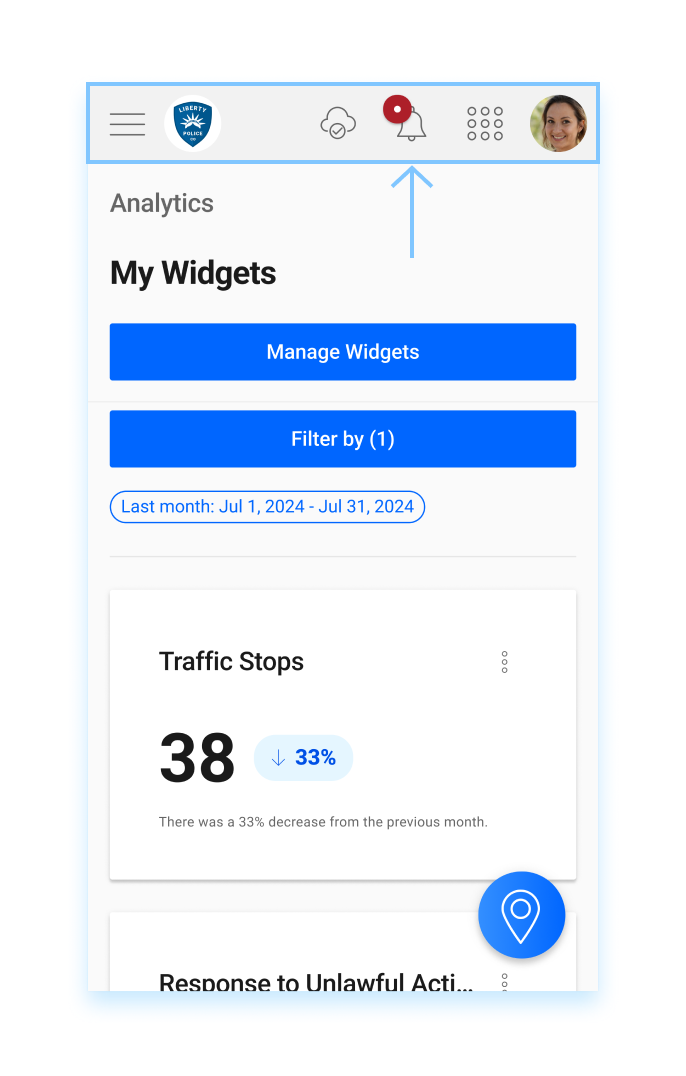 LIBERTY
POLICE
CO
Analytics
My Widgets
Manage Widgets
Filter by (1)
Last month: Jul 1, 2024 - Jul 31, 2024
Traffic Stops
38
33%
There was a 33% decrease from the previous month.
Response to Unlawful Acti...